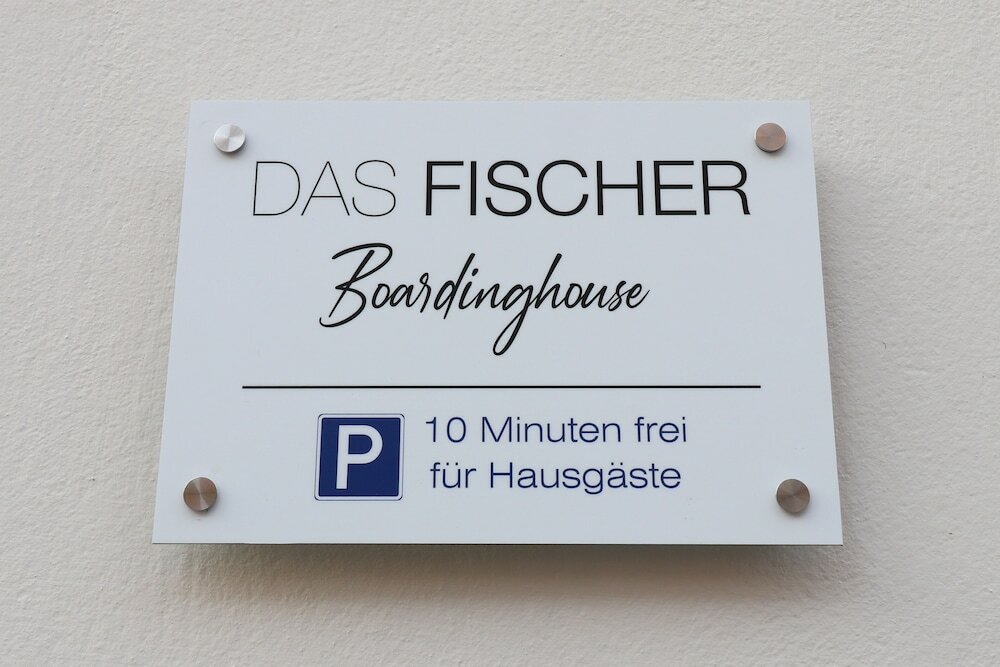 DAS FISCHER
Boardinghouse
P 10 Minuten frei
für Hausgäste